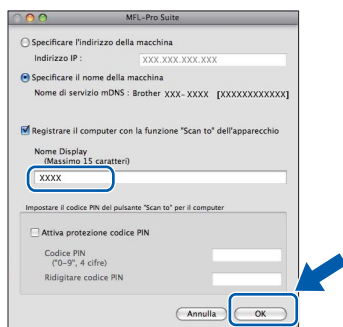 MFL-Pro Suite
Specificare l'indirizzo della macchina
Indirizzo IP :
XXX.XXX.XXX.XXX
Specificare il nome della macchina
Nome di servizio mDNS : Brother XXX-XXXX [XXXXXXXXXXXX]
Registrare il computer con la funzione "Scan to" dell'apparecchio
Nome Display
(Massimo 15 caratteri)
XXXX
Impostare il codice PIN del pulsante "Scan to" per il computer
Attiva protezione codice PIN
Codice PIN
("0-9", 4 cifre)
Ridigitare codice PIN
Annulla OK